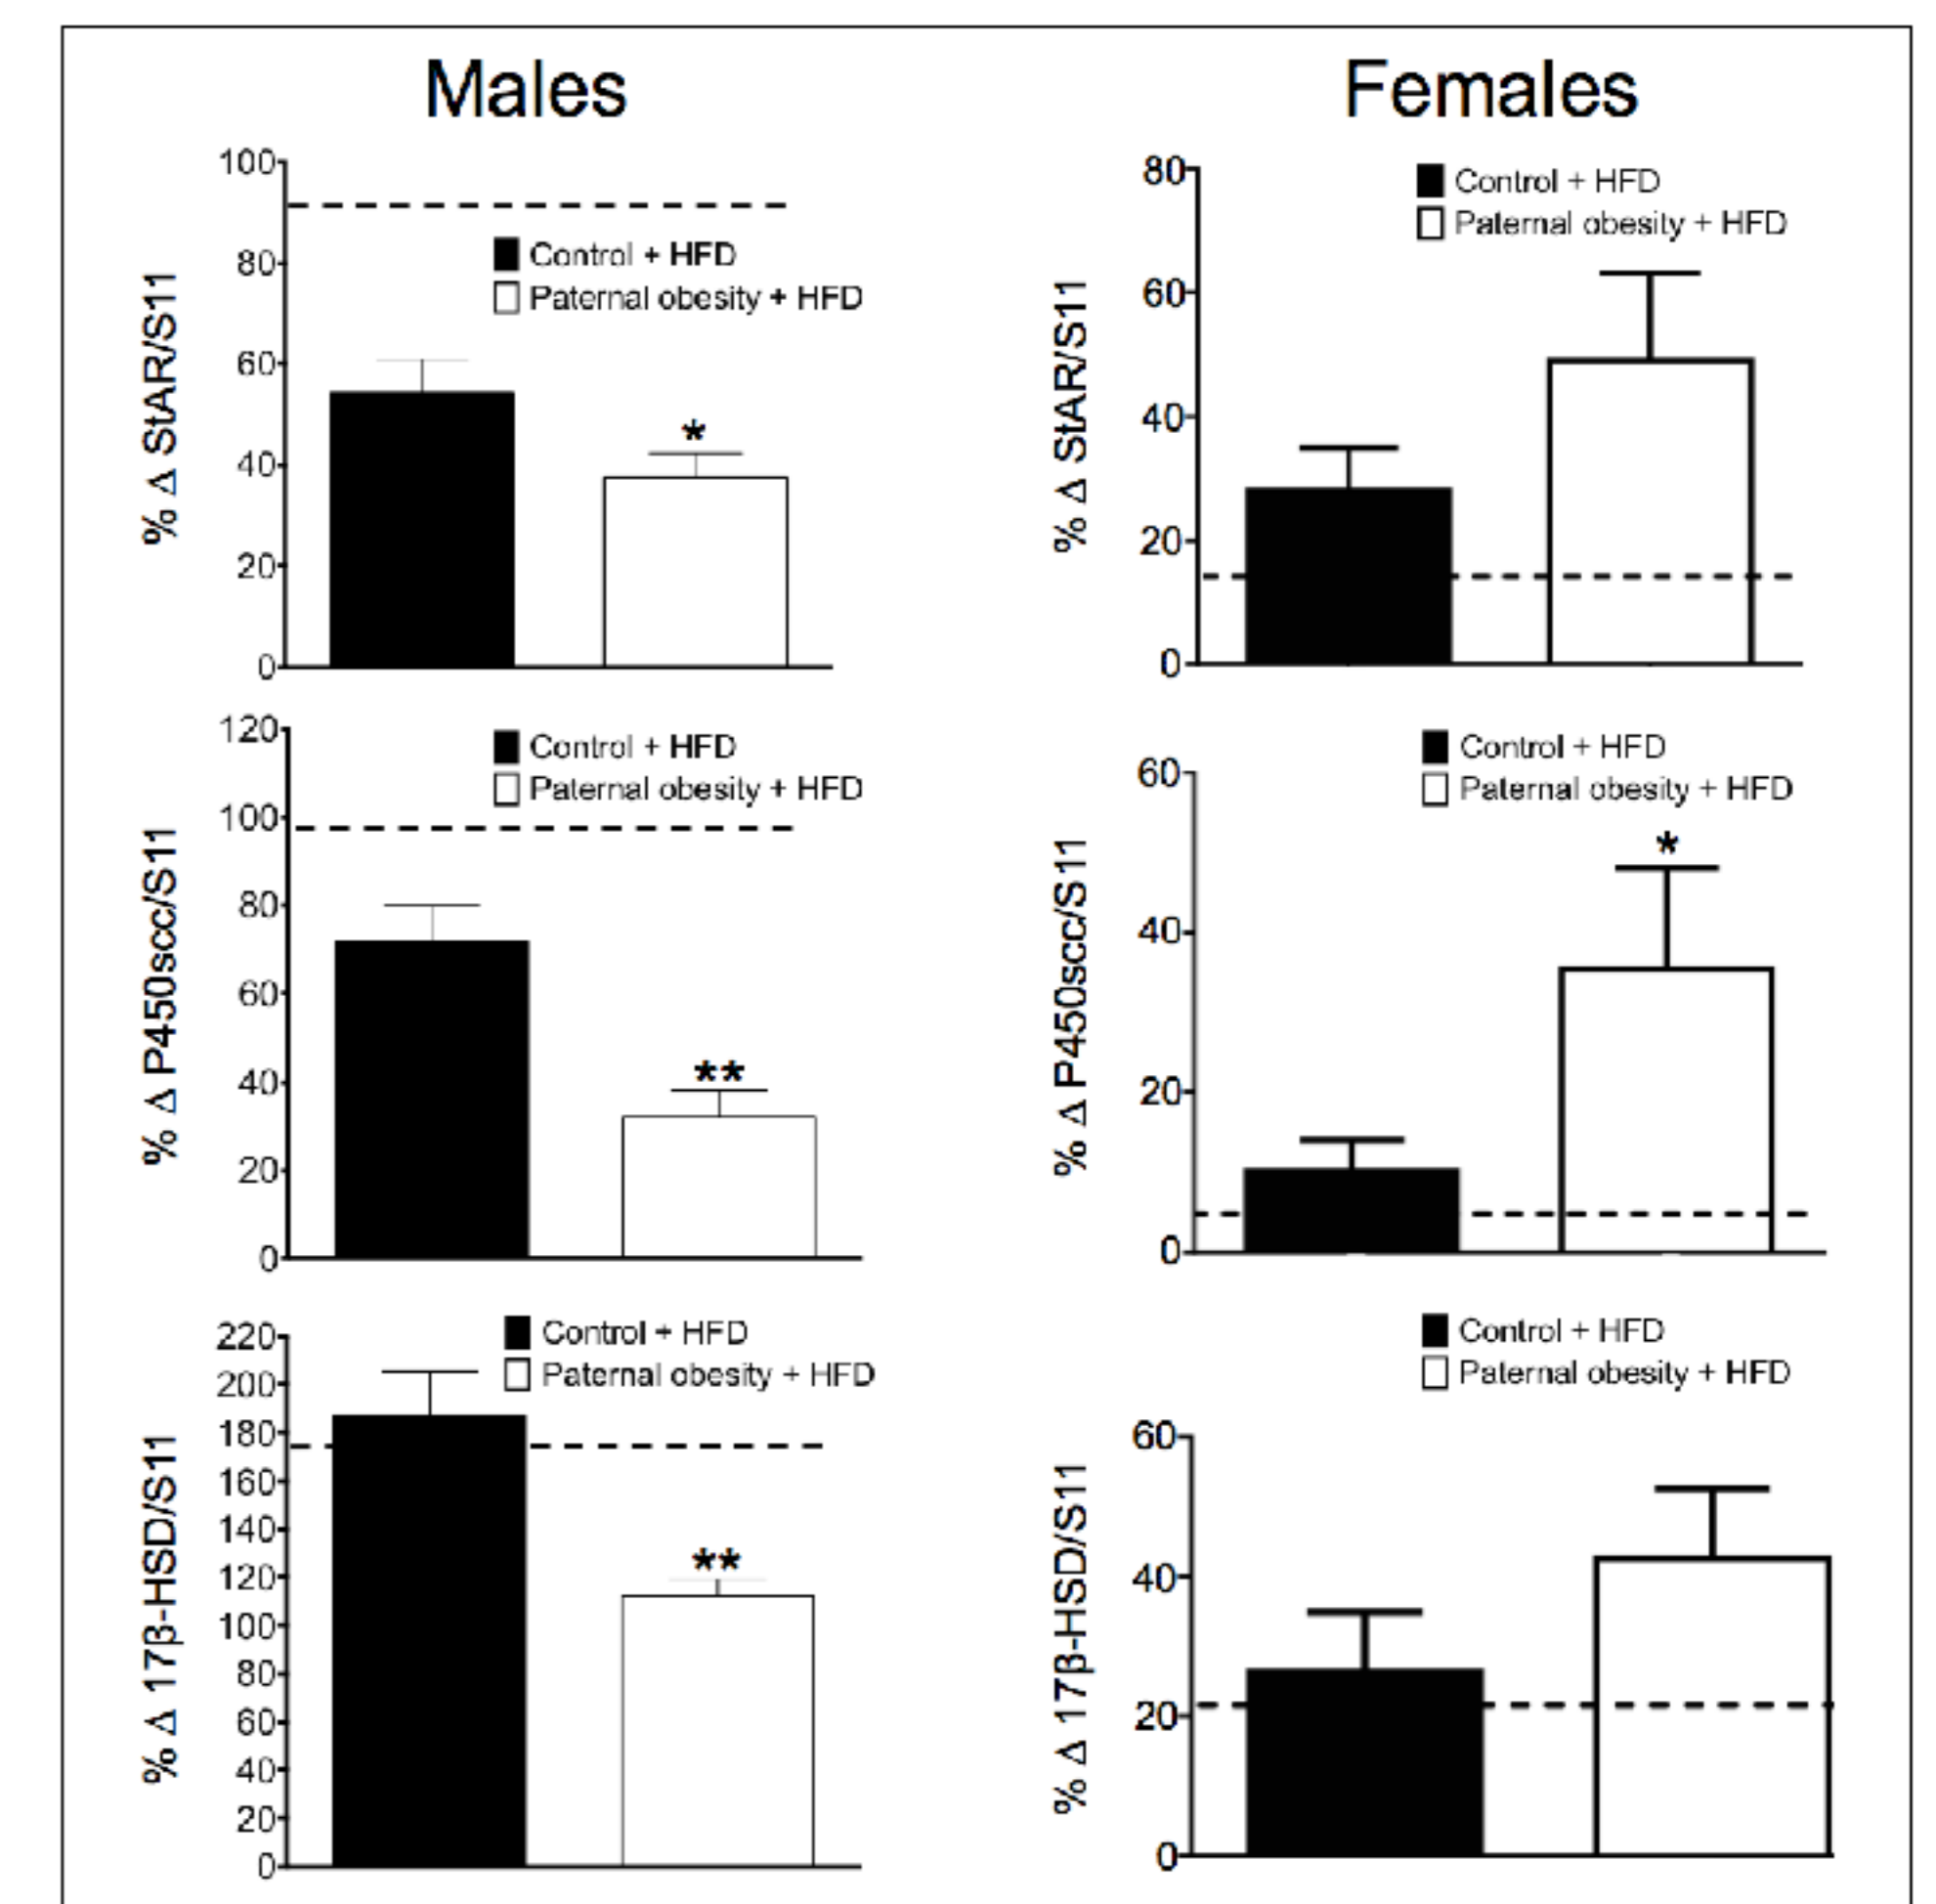 Males
% Δ StAR/S11
100
80
60
40
20
0
Control + HFD
Paternal obesity + HFD
*
% Δ P450scc/S11
120
100
80
60
40
20
0
Control + HFD
Paternal obesity + HFD
**
% Δ 17β-HSD/S11
220
200
180
160
140
120
100
80
60
40
20
0
Control + HFD
Paternal obesity + HFD
**
Females
% Δ StAR/S11
80
60
40
20
0
Control + HFD
Paternal obesity + HFD
% Δ P450scc/S11
60
40
20
0
Control + HFD
Paternal obesity + HFD
*
% Δ 17β-HSD/S11
60
40
20
0
Control + HFD
Paternal obesity + HFD